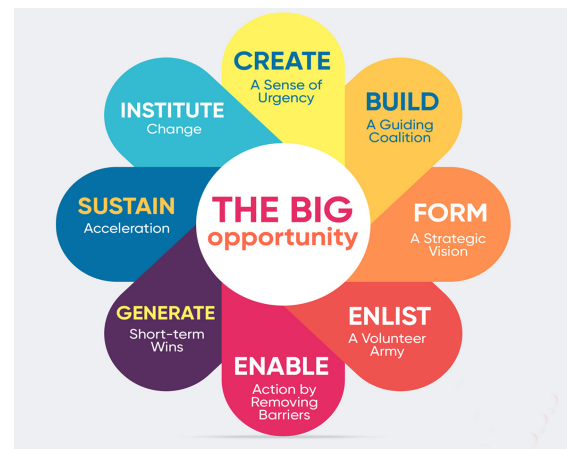 CREATE
A Sense of
Urgency
BUILD
A Guiding
Coalition
FORM
A Strategic
Vision
ENLIST
A Volunteer
Army
ENABLE
Action by
Removing
Barriers
GENERATE
Short-term
Wins
SUSTAIN
Acceleration
INSTITUTE
Change
THE BIG
opportunity